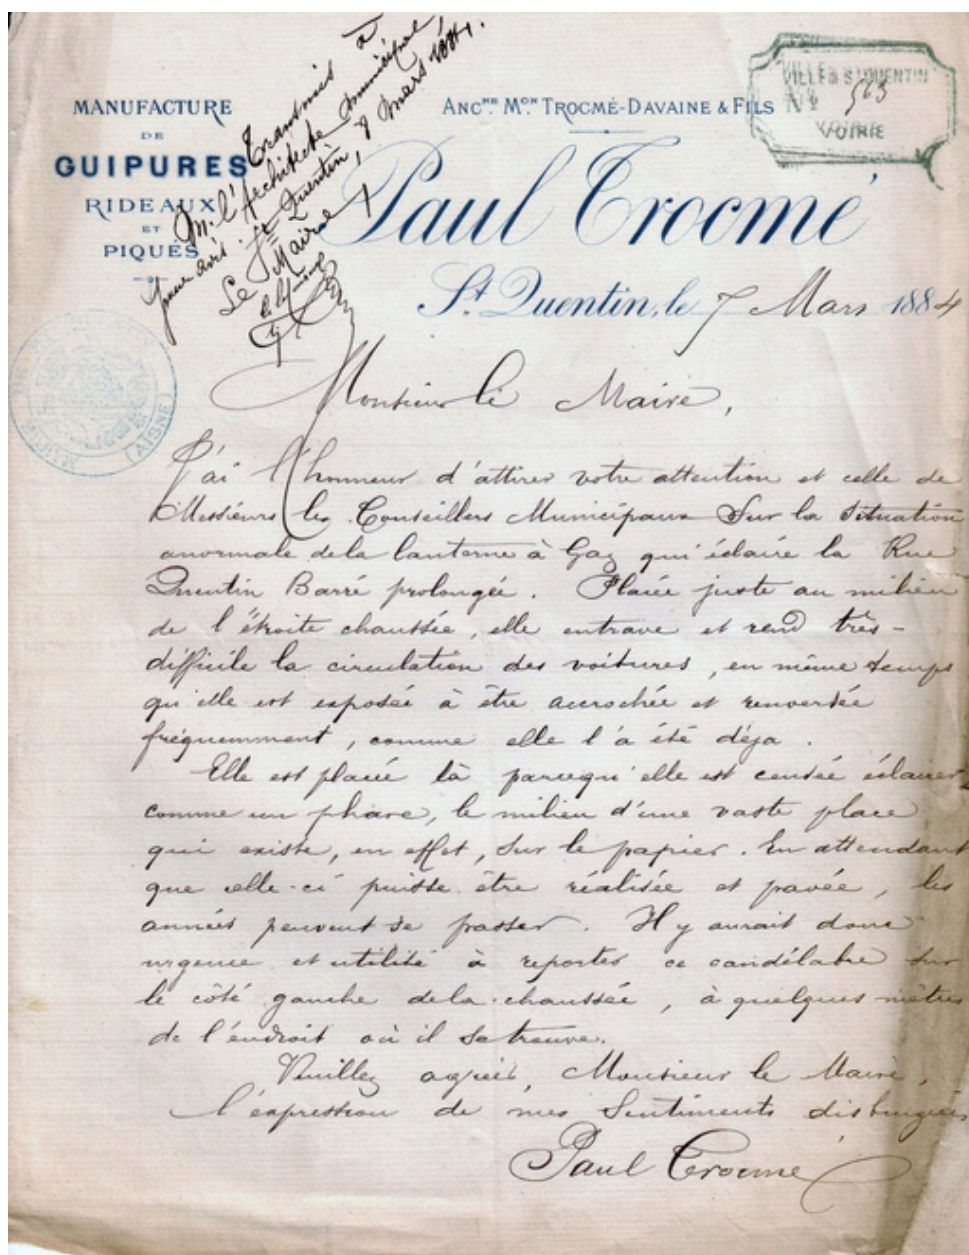 MANUFACTURE
DE
GUIPURES
RIDEAUX
ET
PIQUÉS
Transmis à
M. l'Architecte municipal
pour avis. St Quentin, 8 mars 1884.
Le Maire
ANCNE MON TROCMÉ-DAVAINE & FILS
VILLE DE ST QUENTIN
N° 563
VOIRIE
Paul Trocmé
St Quentin, le 7 Mars 1884
(AISNE)
Monsieur le Maire,
J'ai l'honneur d'attirer votre attention et celle de
Messieurs les Conseillers Municipaux Sur la Situation
anormale de la lanterne à Gaz qui éclaire la Rue
Quentin Barré prolongée. Placée juste au milieu
de l'étroite chaussée, elle entrave et rend très-
difficile la circulation des voitures, en même temps
qu'elle est exposée à être accrochée et renversée
fréquemment, comme elle l'a été déja.
Elle est placée là parcequ'elle est censée éclairer
comme un phare, le milieu d'une vaste place
qui existe, en effet, sur le papier. En attendant
que celle-ci puisse être réalisée et pavée, les
années peuvent se passer. Il y aurait donc
urgence et utilité à reporter ce candélabre sur
le côté gauche de la chaussée, à quelques mètres
de l'endroit où il se trouve.
Veuillez agréer, Monsieur le Maire,
l'expression de mes Sentiments distingués,
Paul Trocmé